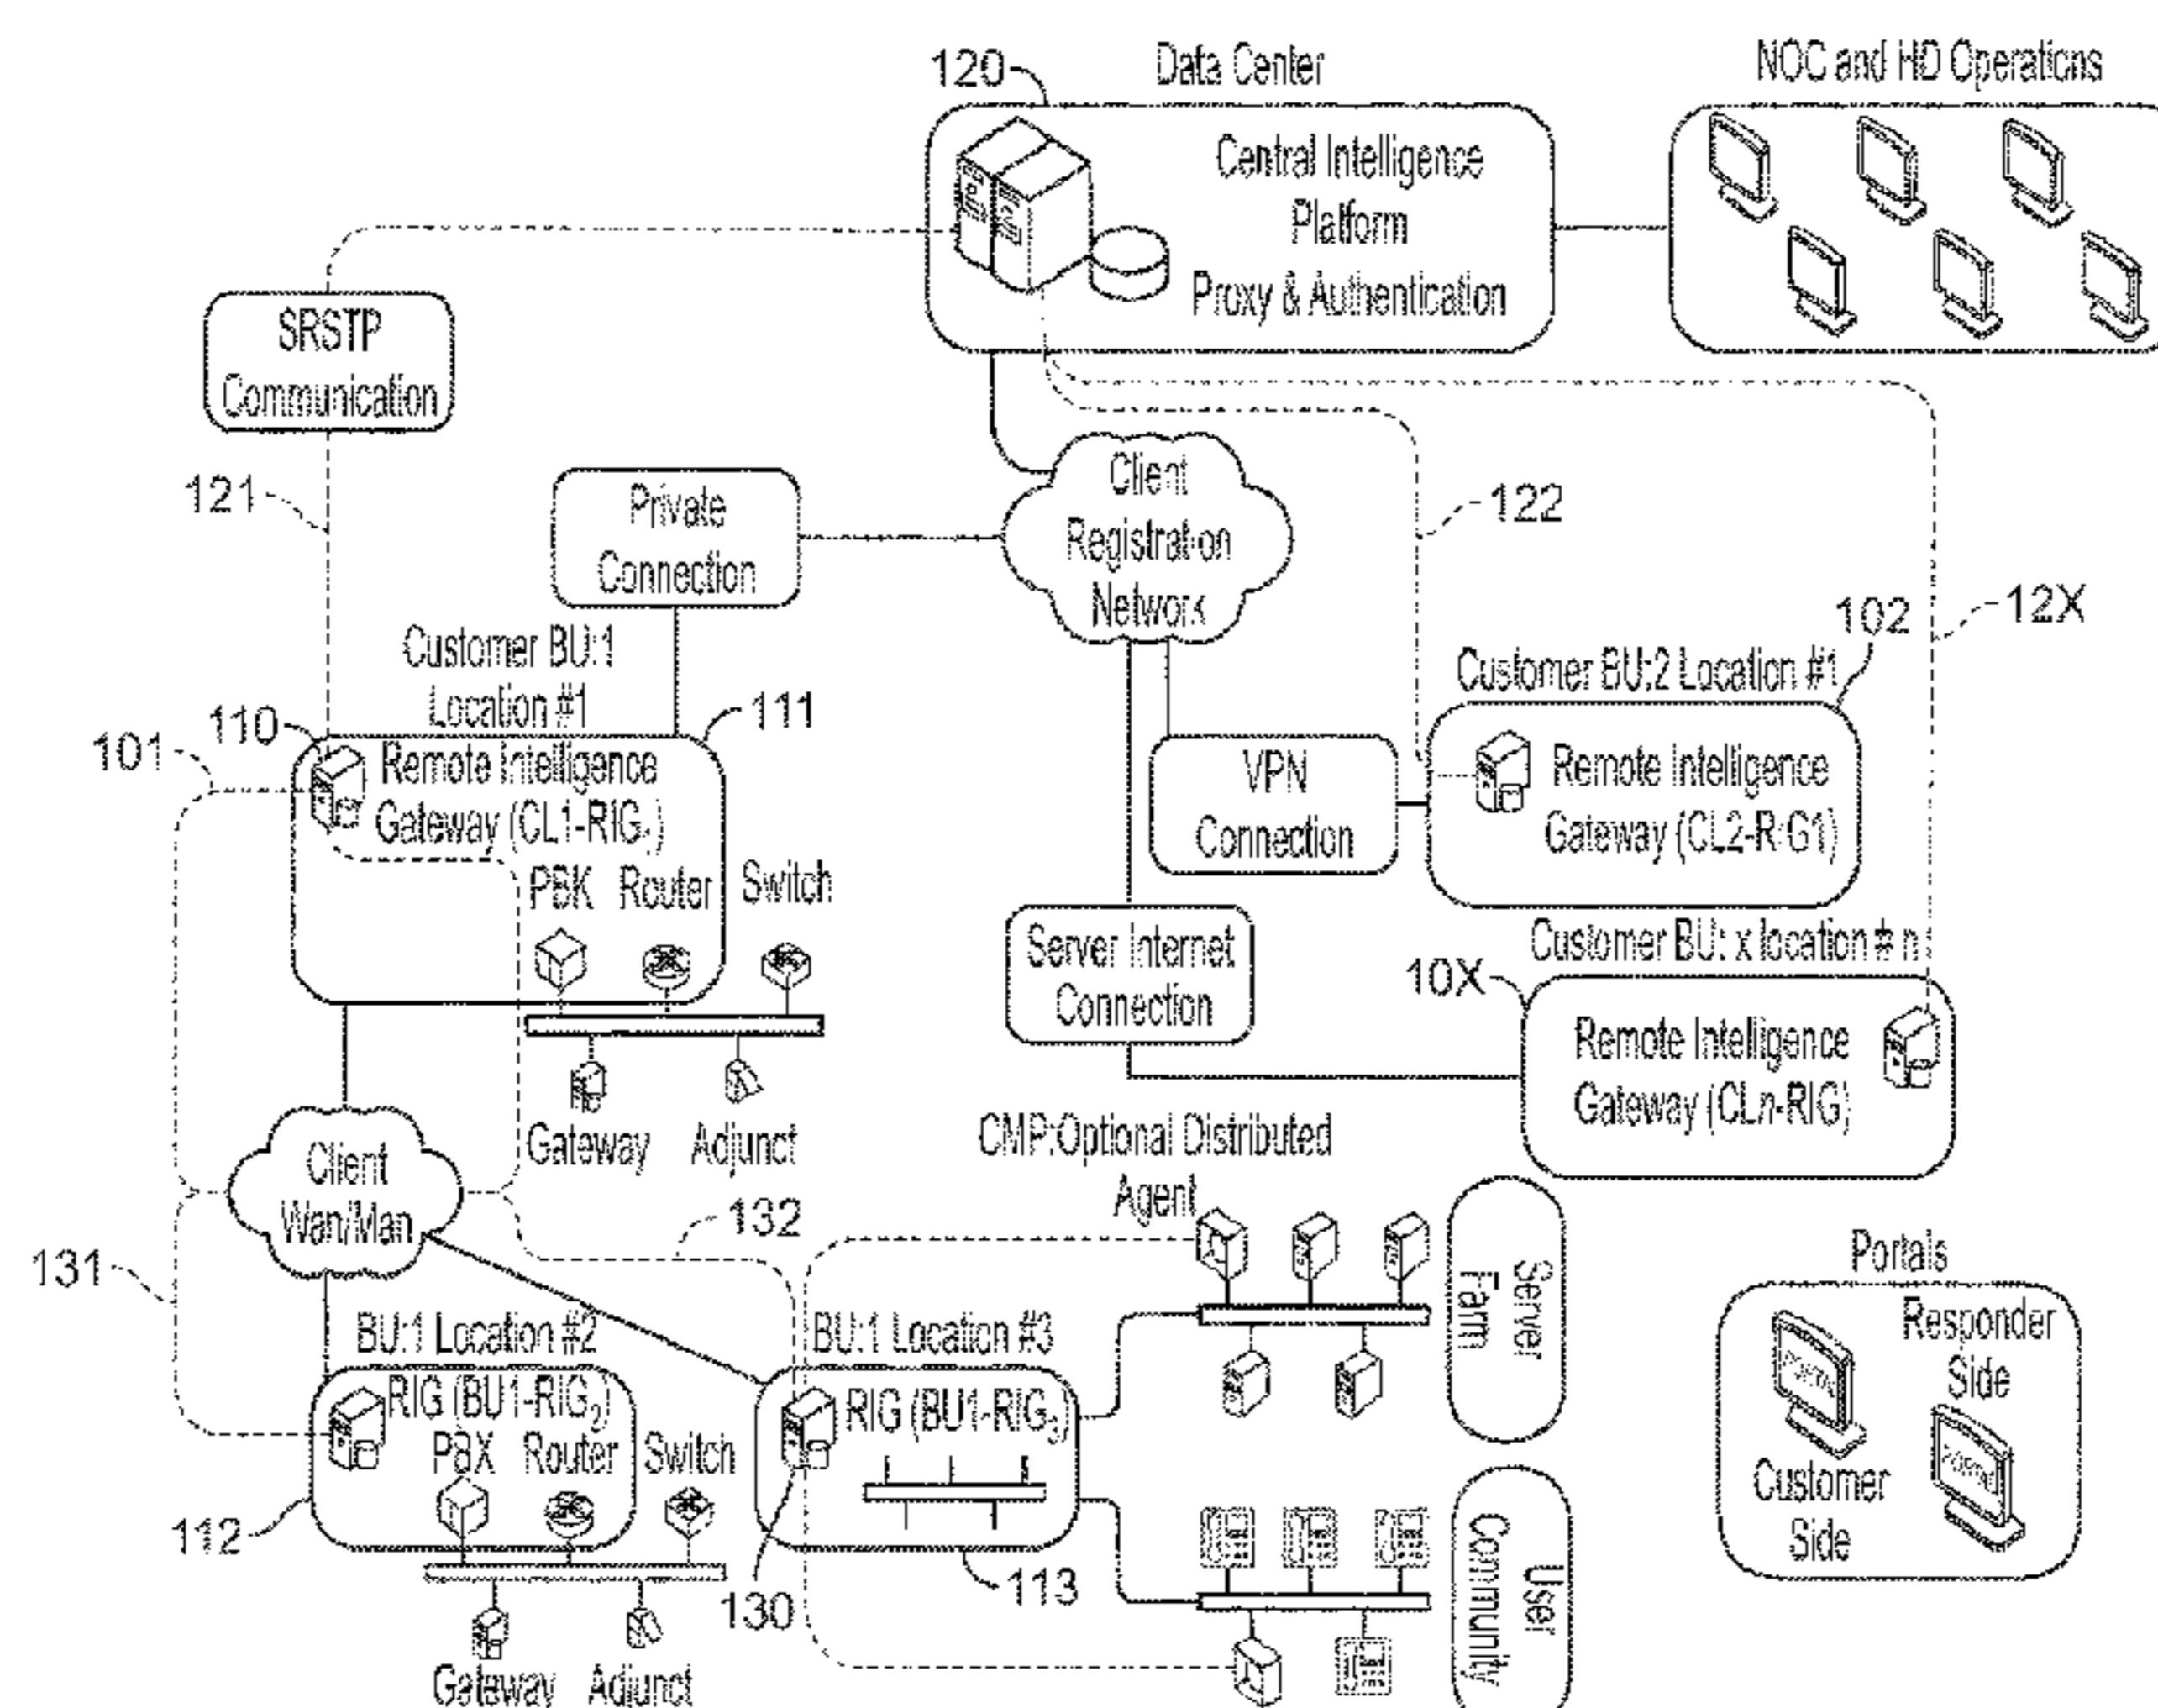 120
Data Center
NOC and HD Operations
Central Intelligence
Platform
Proxy & Authentication
SRSTP
Communication
121
Private
Connection
Client
Registration
Network
122
12X
102
Customer BU:1
Location #1
110
111
101
Remote Intelligence
Gateway (CL1-RIG1)
PBK Router Switch
Gateway Adjunct
Customer BU:2 Location #1
VPN
Connection
Remote Intelligence
Gateway (CL2-RIG1)
Server Internet
Connection
Customer BU: x location # n
10X
Remote Intelligence
Gateway (CLn-RIG)
Client
Wan/Man
131
132
CMP:Optional Distributed
Agent
Server
Farm
BU:1 Location #2
RIG (BU1-RIG2)
PBX Router Switch
112
Gateway Adjunct
BU:1 Location #3
RIG (BU1-RIG3)
130
113
User
Community
Portals
PORTAL
Customer
Side
Responder
Side
PORTAL